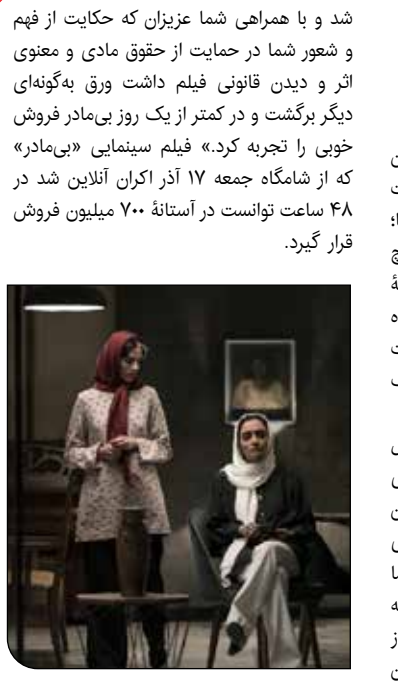 شد و با همراهی شما عزیزان که حکایت از فهم
و شعور شما در حمایت از حقوق مادی و معنوی
اثر و دیدن قانونی فیلم داشت ورق به‌گونه‌ای
دیگر برگشت و در کمتر از یک روز بی‌مادر فروش
خوبی را تجربه کرد.» فیلم سینمایی «بی‌مادر»
که از شامگاه جمعه ۱۷ آذر اکران آنلاین شد در
۴۸ ساعت توانست در آستانهٔ ۷۰۰ میلیون فروش
قرار گیرد.